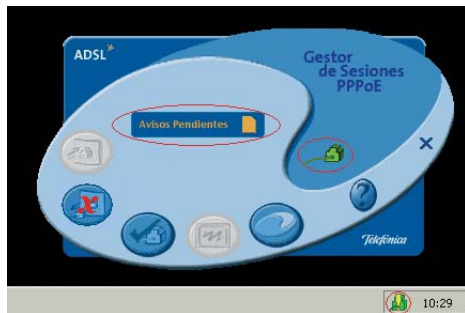 ADSL
Gestor
de Sesiones
PPPoE
Avisos Pendientes
?
Telefónica
10:29